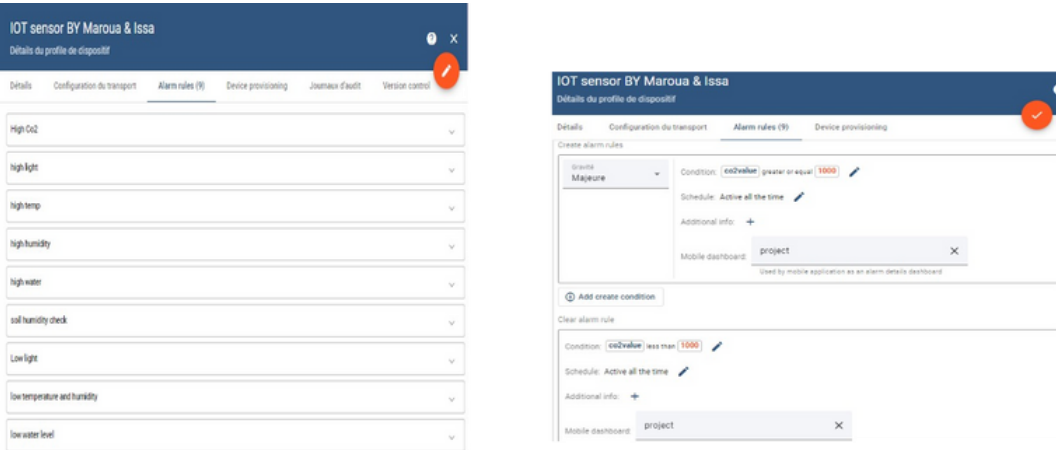 IOT sensor BY Maroua & Issa
Détails du profile de dispositif
? X
Détails Configuration du transport Alarm rules (9) Device provisioning Journaux d'audit Version control
High Co2
high light
high temp
high humidity
high water
soil humidity check
Low light
low temperature and humidity
low water level
IOT sensor BY Maroua & Issa
Détails du profile de dispositif
Détails Configuration du transport Alarm rules (9) Device provisioning
Create alarm rules
Gravité
Majeure
Condition: co2value greater or equal 1000
Schedule: Active all the time
Additional info: +
Mobile dashboard: project
Used by mobile application as an alarm details dashboard
Add create condition
Clear alarm rule
Condition: co2value less than 1000
Schedule: Active all the time
Additional info: +
Mobile dashboard: project